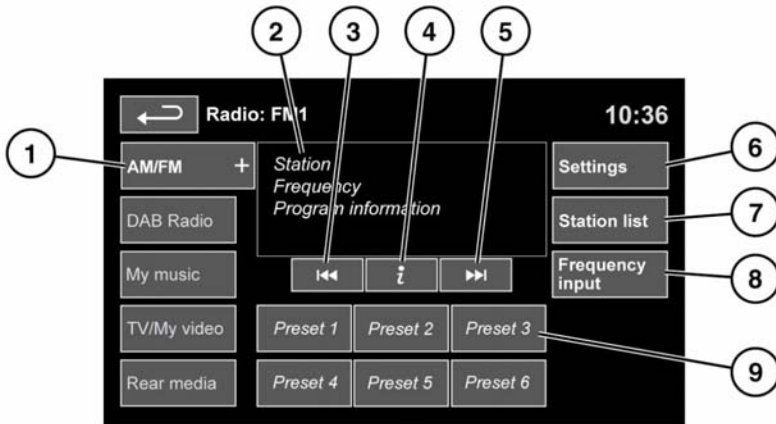 2
3
4
5
Radio: FM1
10:36
1
AM/FM +
Station
Frequency
Program information
Settings
6
DAB Radio
Station list
7
My music
i
Frequency
input
8
TV/My video
Preset 1
Preset 2
Preset 3
9
Rear media
Preset 4
Preset 5
Preset 6